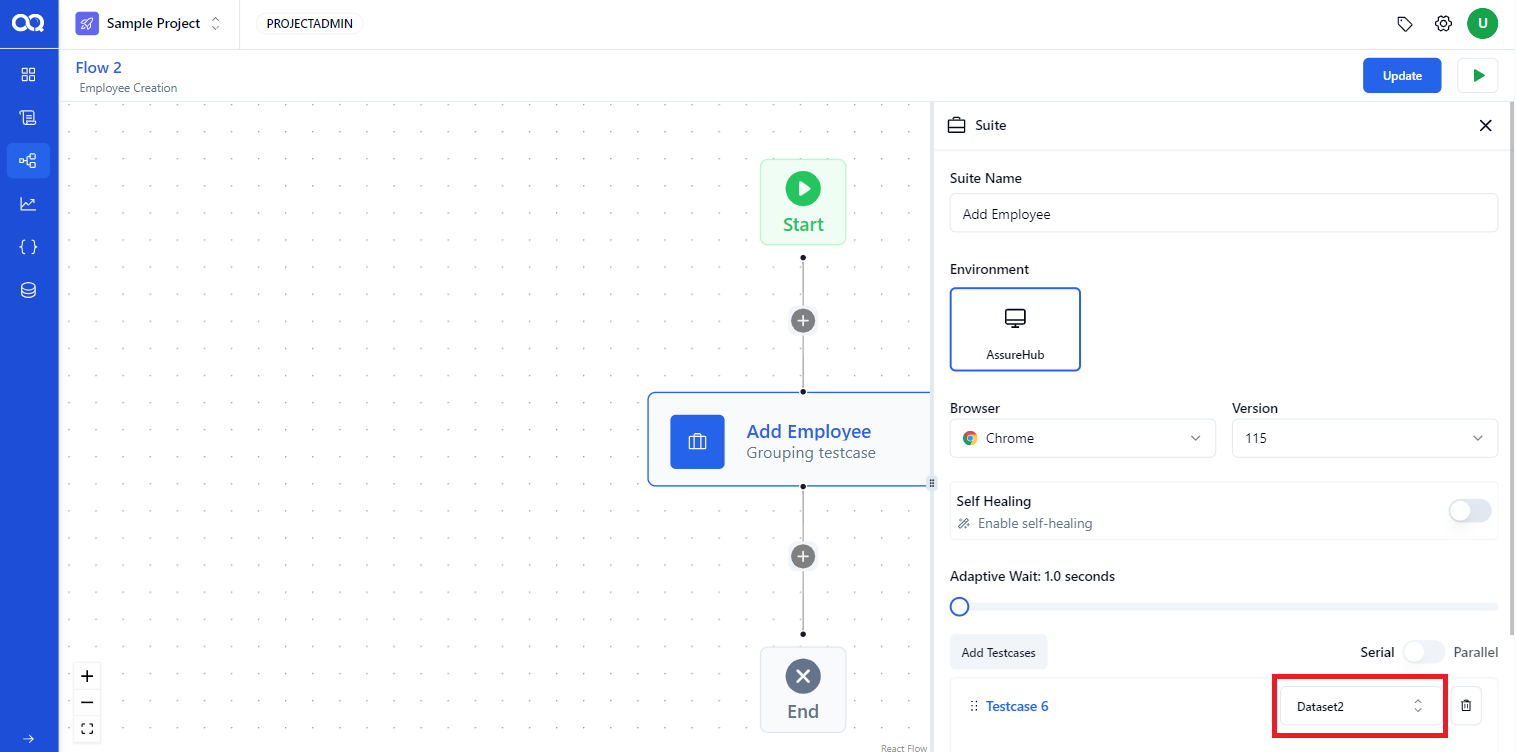 Sample Project
PROJECTADMIN
U
Flow 2
Employee Creation
Update
Suite
Suite Name
Add Employee
Environment
AssureHub
Browser
Version
Chrome
115
Self Healing
Enable self-healing
Adaptive Wait: 1.0 seconds
Add Testcases
Serial
Parallel
Testcase 6
Dataset2
Start
Add Employee
Grouping testcase
End
React Flow